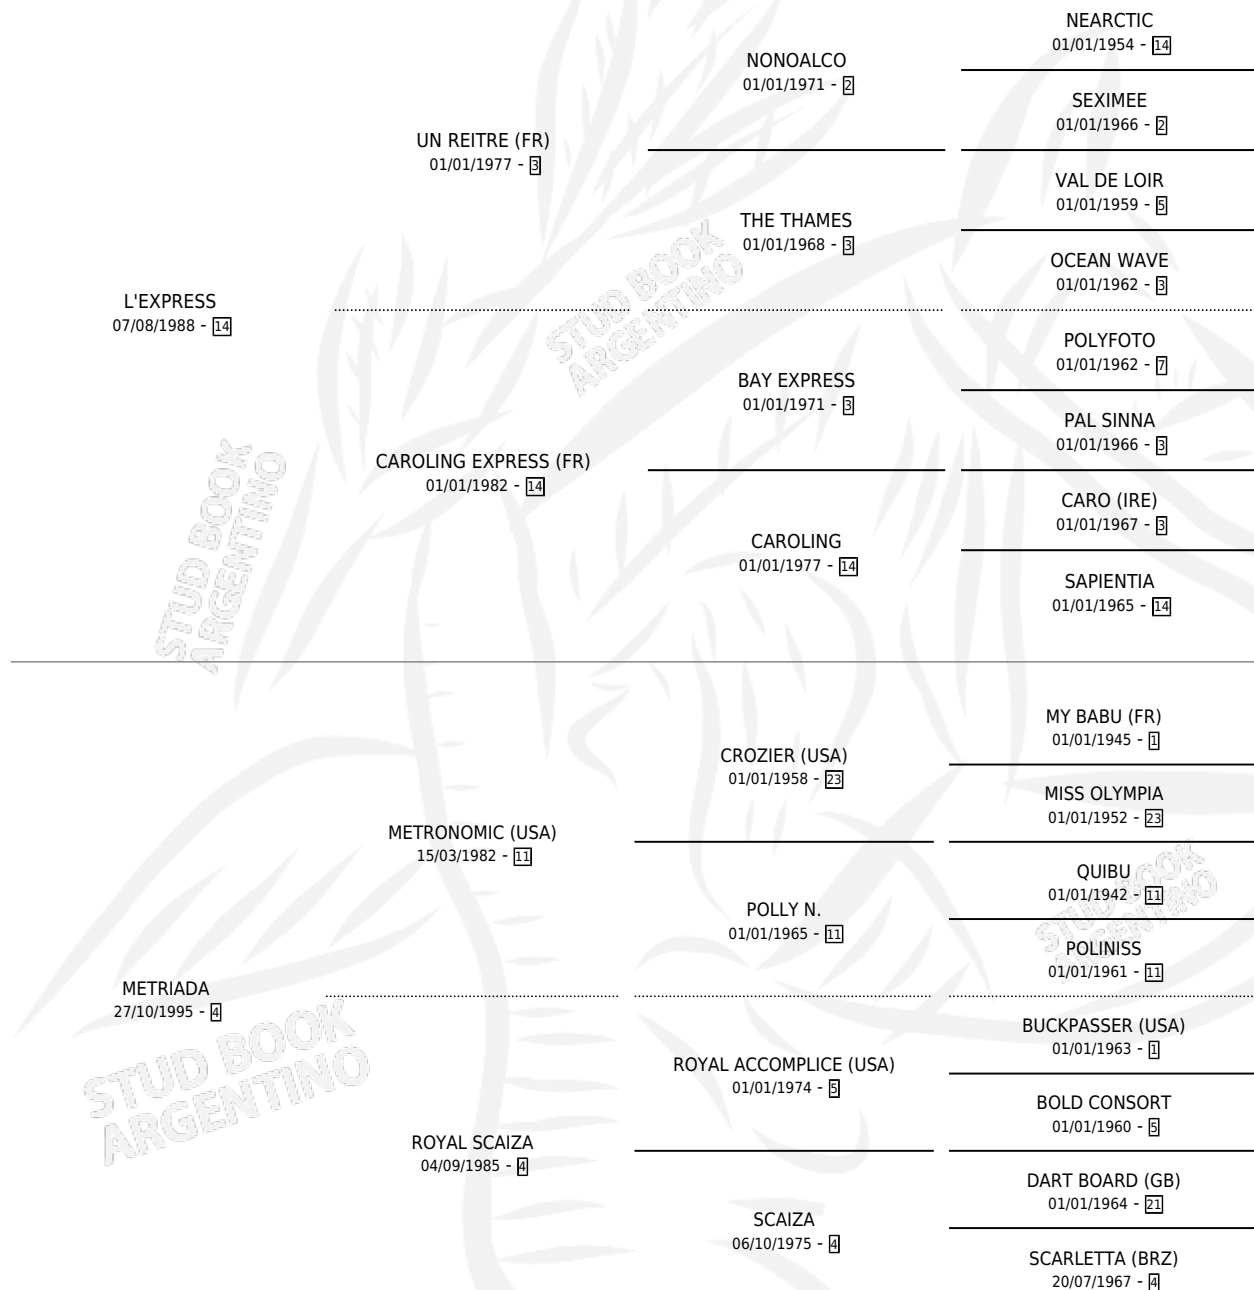 NEARCTIC
01/01/1954 - 14
NONOALCO
01/01/1971 - 2
SEXIMEE
01/01/1966 - 2
UN REITRE (FR)
01/01/1977 - 3
VAL DE LOIR
01/01/1959 - 5
THE THAMES
01/01/1968 - 3
OCEAN WAVE
01/01/1962 - 3
L'EXPRESS
07/08/1988 - 14
STUD BOOK
ARGENTINO
POLYFOTO
01/01/1962 - 7
BAY EXPRESS
01/01/1971 - 3
PAL SINNA
01/01/1966 - 3
CAROLING EXPRESS (FR)
01/01/1982 - 14
CARO (IRE)
01/01/1967 - 3
CAROLING
01/01/1977 - 14
SAPIENTIA
01/01/1965 - 14
STUD BOOK
ARGENTINO
MY BABU (FR)
01/01/1945 - 1
CROZIER (USA)
01/01/1958 - 23
MISS OLYMPIA
01/01/1952 - 23
METRONOMIC (USA)
15/03/1982 - 11
QUIBU
01/01/1942 - 11
POLLY N.
01/01/1965 - 11
POLINISS
01/01/1961 - 11
STUD BOOK
ARGENTINO
METRIADA
27/10/1995 - 4
BUCKPASSER (USA)
01/01/1963 - 1
ROYAL ACCOMPLICE (USA)
01/01/1974 - 5
BOLD CONSORT
01/01/1960 - 5
STUD BOOK
ARGENTINO
ROYAL SCAIZA
04/09/1985 - 4
DART BOARD (GB)
01/01/1964 - 21
SCAIZA
06/10/1975 - 4
SCARLETTA (BRZ)
20/07/1967 - 4